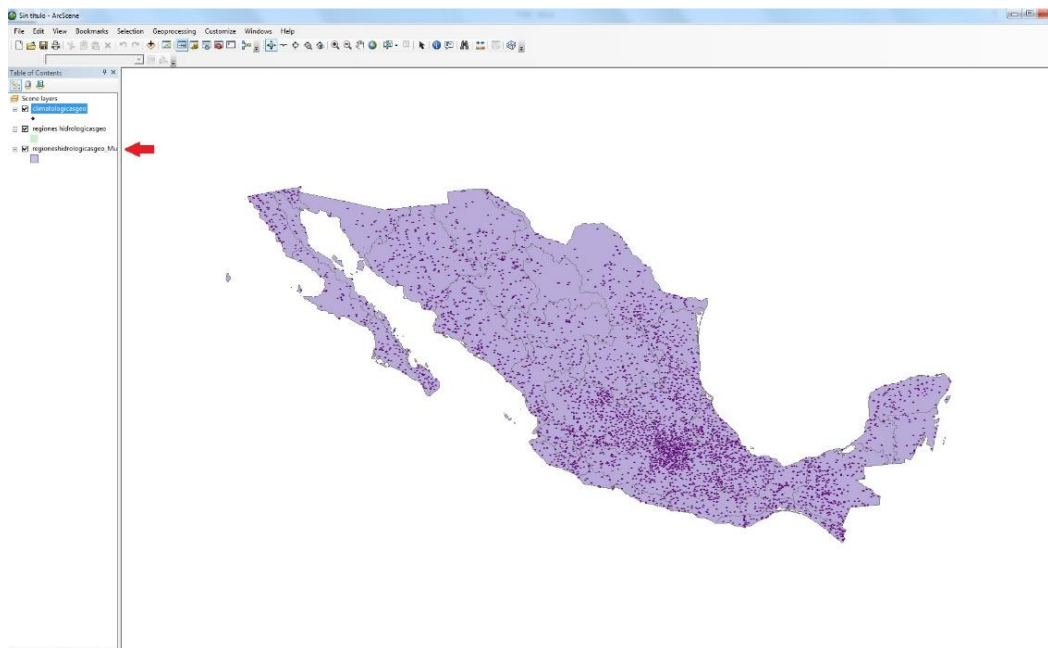 Sin título - ArcScene
File Edit View Bookmarks Selection Geoprocessing Customize Windows Help
Table of Contents
Scene layers
climatologicasgeo
regiones hidrologicasgeo
regioneshidrologicasgeo_Mu